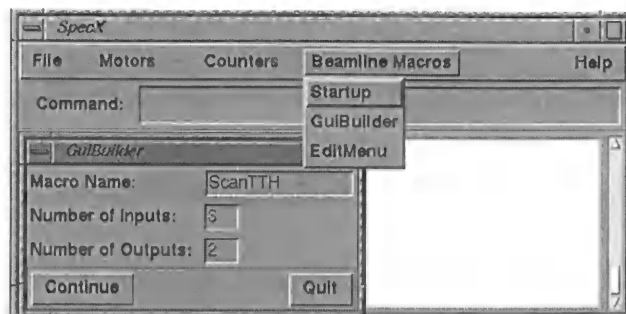 SpecX
File Motors Counters Beamline Macros Help
Command:
Startup
GuiBuilder
EditMenu
GuiBuilder
Macro Name: ScanTTH
Number of Inputs:
Number of Outputs: 2
Continue Quit